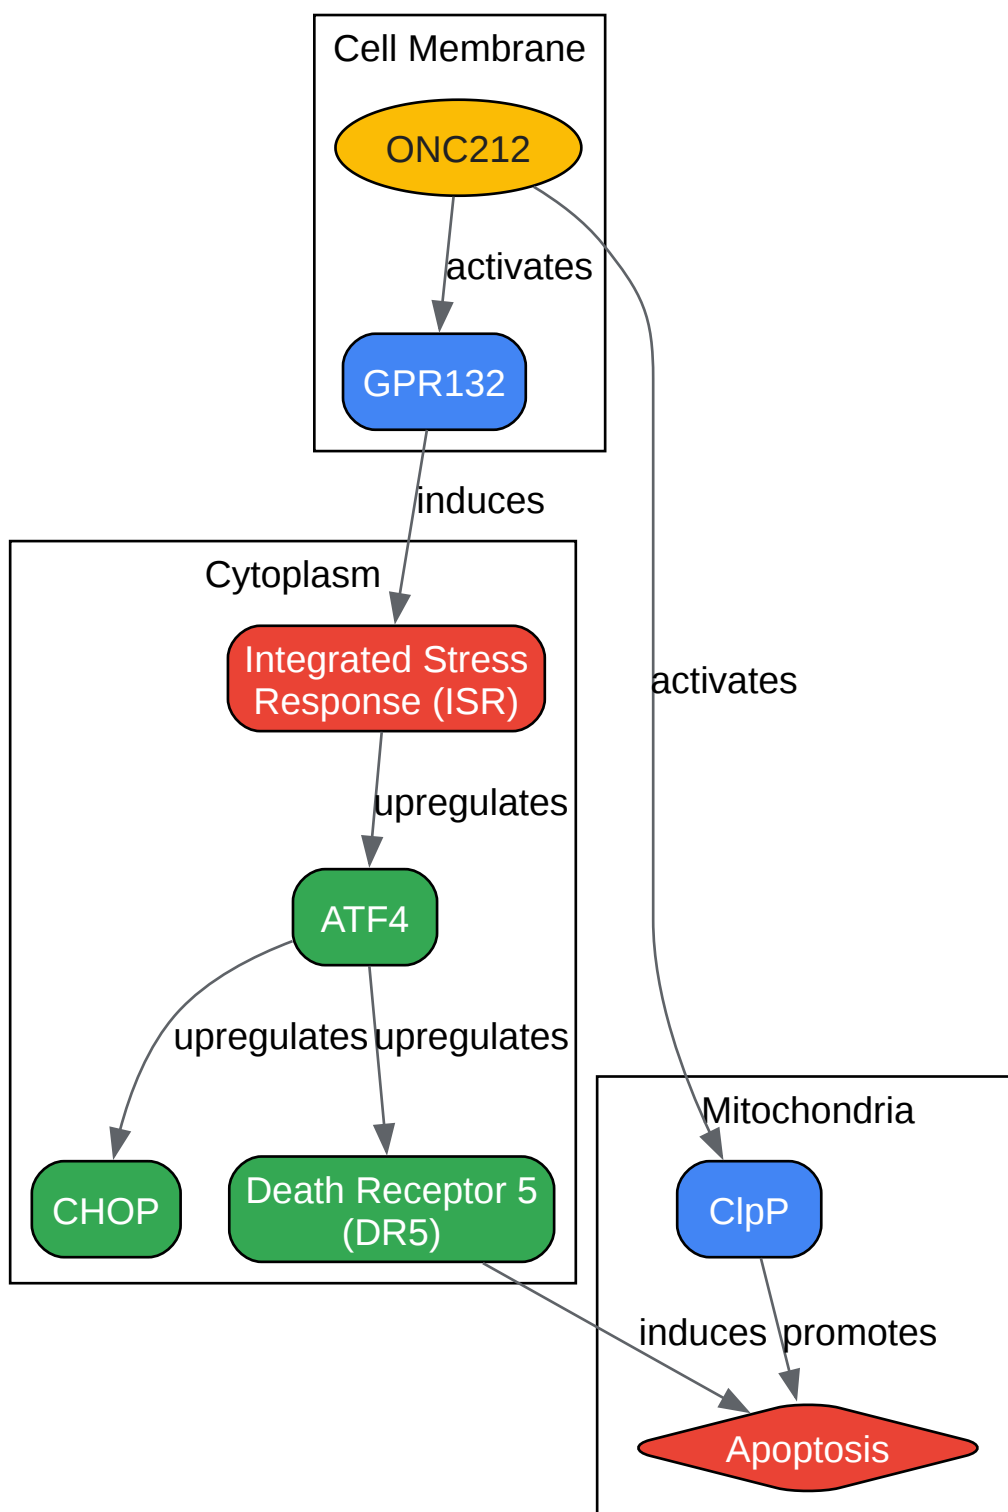 Cell Membrane
ONC212
activates
GPR132
induces
Cytoplasm
Integrated Stress
Response (ISR)
activates
upregulates
ATF4
upregulates
upregulates
Mitochondria
CHOP
Death Receptor 5
(DR5)
ClpP
induces
promotes
Apoptosis